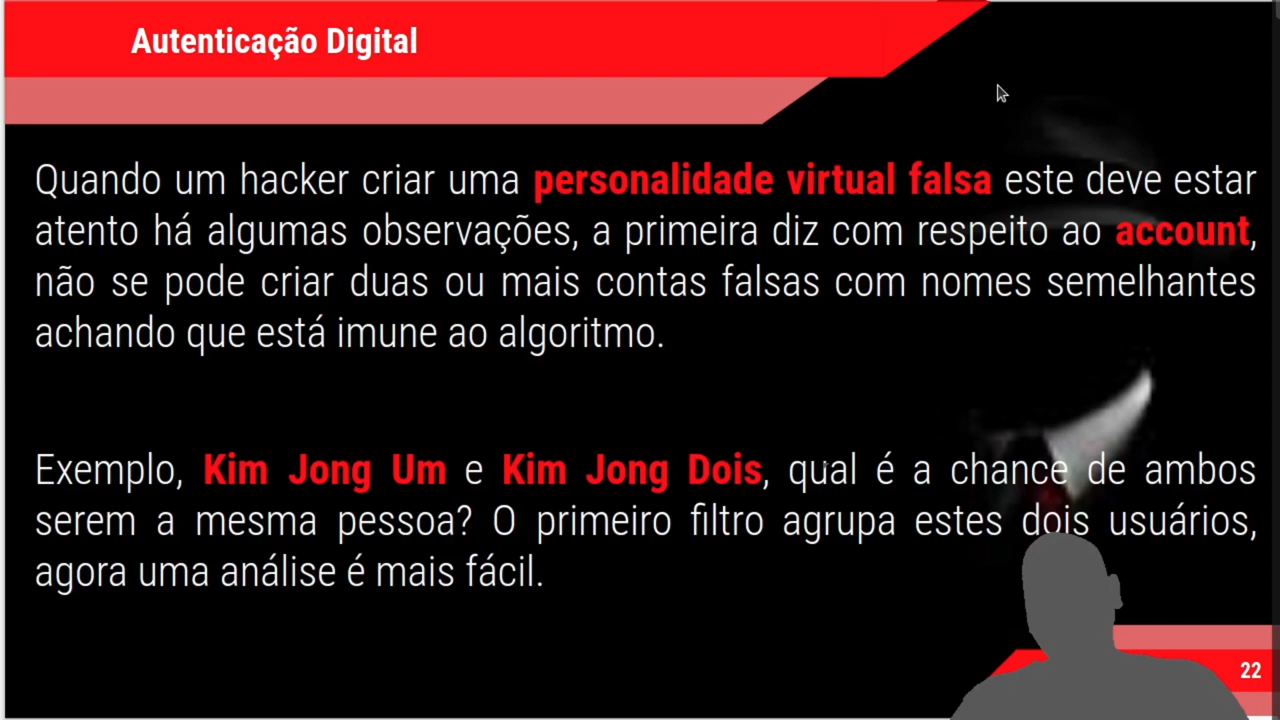 Autenticação Digital
Quando um hacker criar uma personalidade virtual falsa este deve estar
atento há algumas observações, a primeira diz com respeito ao account,
não se pode criar duas ou mais contas falsas com nomes semelhantes
achando que está imune ao algoritmo.
Exemplo, Kim Jong Um e Kim Jong Dois, qual é a chance de ambos
serem a mesma pessoa? O primeiro filtro agrupa estes dois usuários,
agora uma análise é mais fácil.
22